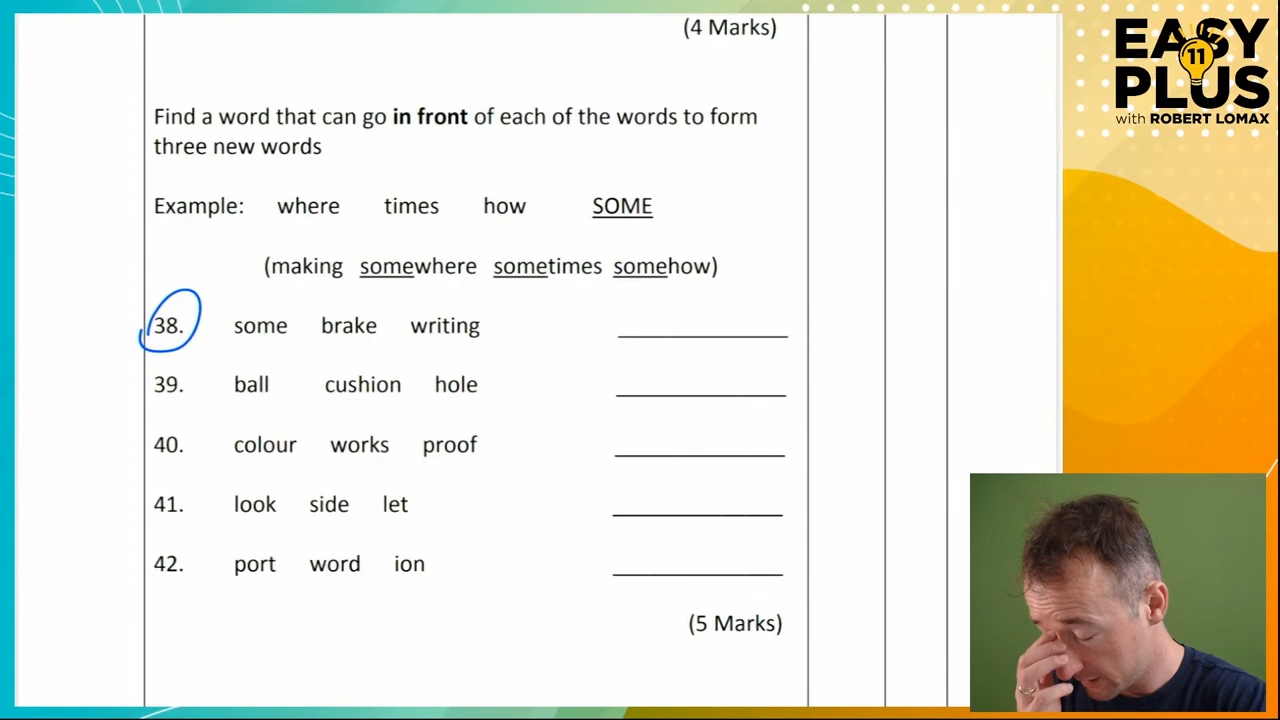 (4 Marks)
EASY
11
PLUS
with ROBERT LOMAX
Find a word that can go in front of each of the words to form
three new words
Example: where times how SOME
(making somewhere sometimes somehow)
38. some brake writing
39. ball cushion hole
40. colour works proof
41. look side let
42. port word ion
(5 Marks)